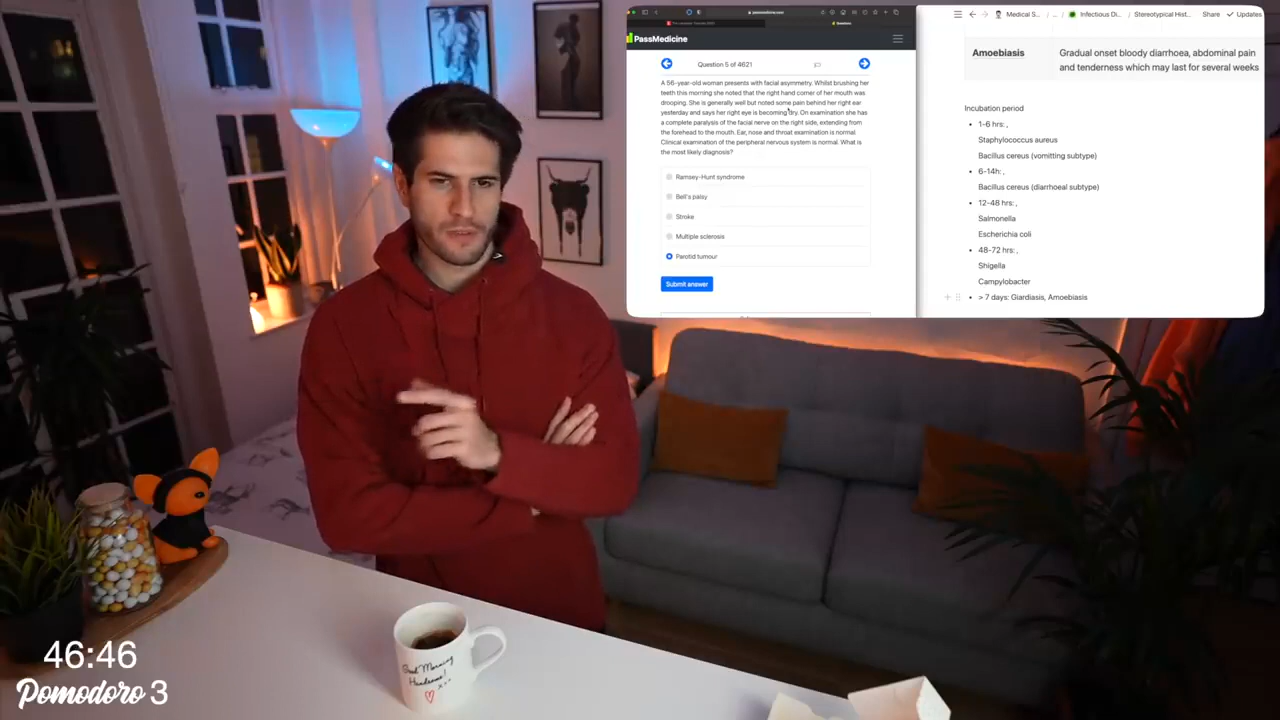 passmedicine.com
Questions
PassMedicine
Question 5 of 4621
A 56-year-old woman presents with facial asymmetry. Whilst brushing her
teeth this morning she noted that the right hand corner of her mouth was
drooping. She is generally well but noted some pain behind her right ear
yesterday and says her right eye is becoming dry. On examination she has
a complete paralysis of the facial nerve on the right side, extending from
the forehead to the mouth. Ear, nose and throat examination is normal.
Clinical examination of the peripheral nervous system is normal. What is
the most likely diagnosis?
Ramsey-Hunt syndrome
Bell's palsy
Stroke
Multiple sclerosis
Parotid tumour
Submit answer
Medical S... / ... / Infectious Di... / Stereotypical Hist...
Share
Updates
Amoebiasis
Gradual onset bloody diarrhoea, abdominal pain
and tenderness which may last for several weeks
Incubation period
• 1-6 hrs: ,
Staphylococcus aureus
Bacillus cereus (vomitting subtype)
• 6-14h: ,
Bacillus cereus (diarrhoeal subtype)
• 12-48 hrs: ,
Salmonella
Escherichia coli
• 48-72 hrs: ,
Shigella
Campylobacter
• > 7 days: Giardiasis, Amoebiasis
Good Morning
Handsome!
x..
46:46
Pomodoro 3